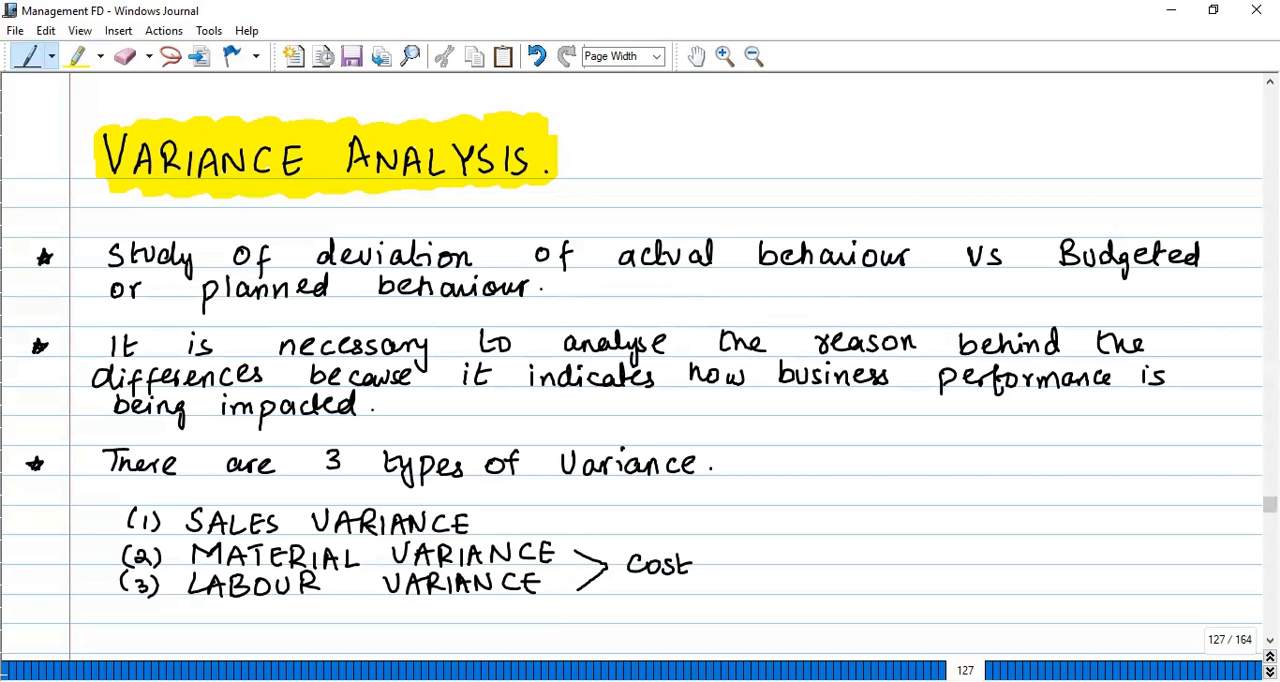 Management FD - Windows Journal
File Edit View Insert Actions Tools Help
Page Width
VARIANCE ANALYSIS.
★ Study of deviation of actual behaviour vs Budgeted
or planned behaviour.
★ It is necessary to analyse the reason behind the
differences because it indicates how business performance is
being impacted.
★ There are 3 types of Variance.
(1) SALES VARIANCE
(2) MATERIAL VARIANCE
(3) LABOUR VARIANCE
> cost
127 / 164
127